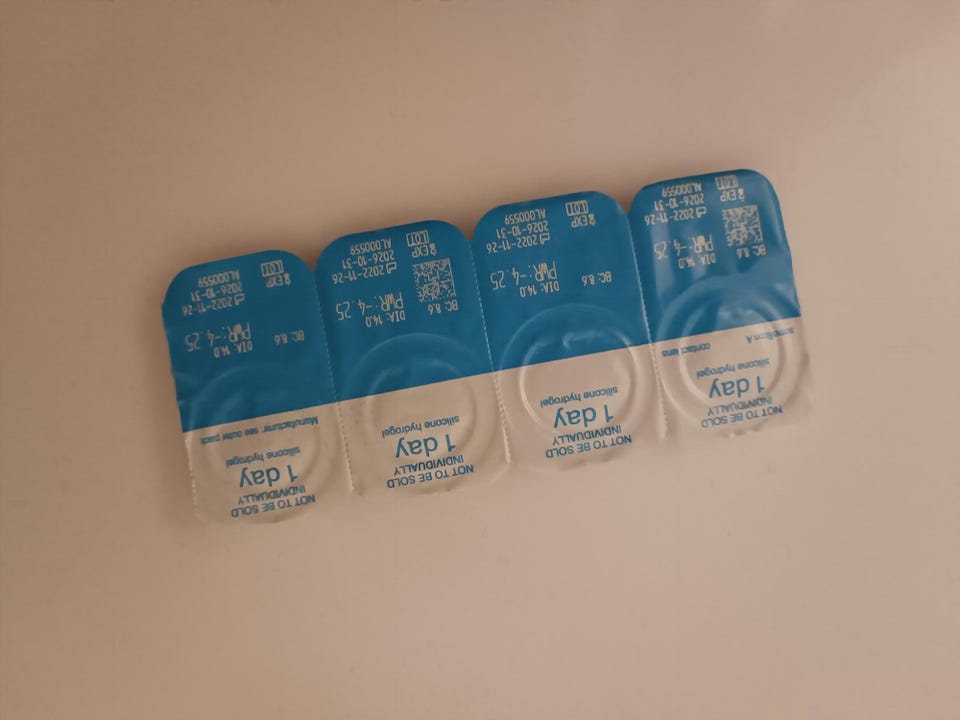 NOT TO BE SOLD
INDIVIDUALLY
1 day
silicone hydrogel
somofilcon A contact lens
BC: 8.6 DIA: 14.0
PWR: -4.25
2022-11-26
EXP 2026-10-31
LOT AL000559
NOT TO BE SOLD
INDIVIDUALLY
1 day
silicone hydrogel
BC: 8.6 DIA: 14.0
PWR: -4.25
2022-11-26
EXP 2026-10-31
LOT AL000559
NOT TO BE SOLD
INDIVIDUALLY
1 day
silicone hydrogel
BC: 8.6 DIA: 14.0
PWR: -4.25
2022-11-26
EXP 2026-10-31
LOT AL000559
NOT TO BE SOLD
INDIVIDUALLY
1 day
silicone hydrogel
Manufacturer: see outer pack
BC: 8.6 DIA: 14.0
PWR: -4.25
2022-11-26
EXP 2026-10-31
LOT AL000559